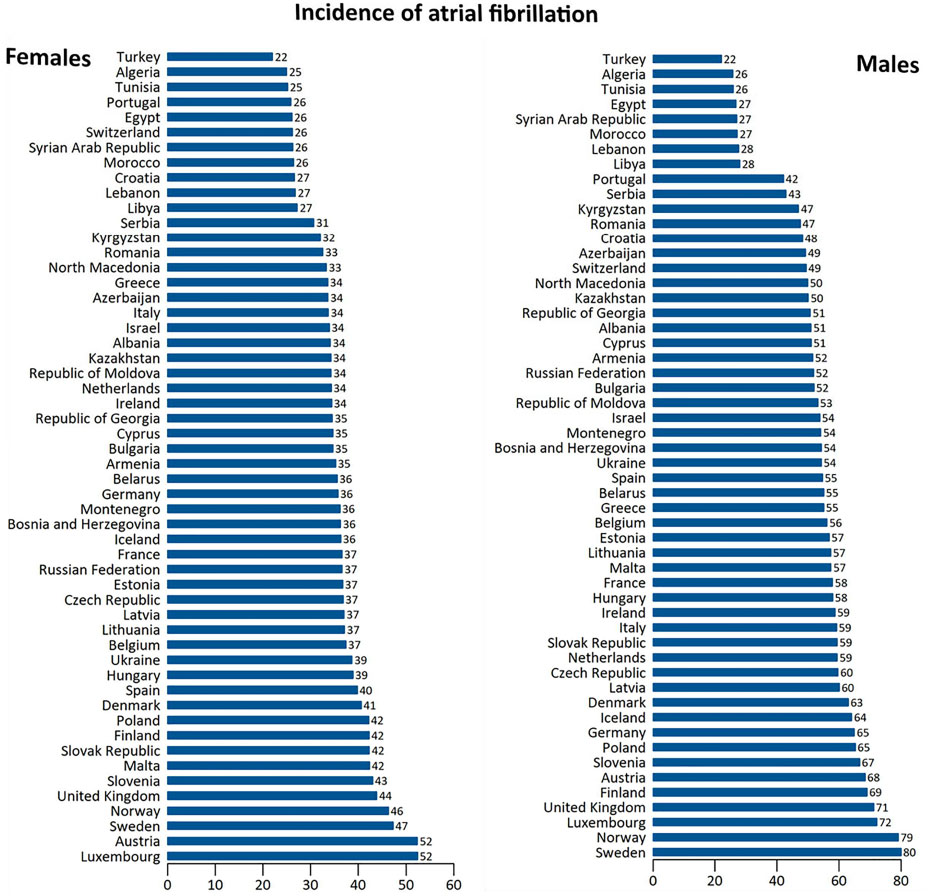 Incidence of atrial fibrillation
Females
Turkey 22
Algeria 25
Tunisia 25
Portugal 26
Egypt 26
Switzerland 26
Syrian Arab Republic 26
Morocco 26
Croatia 27
Lebanon 27
Libya 27
Serbia 31
Kyrgyzstan 32
Romania 33
North Macedonia 33
Greece 34
Azerbaijan 34
Italy 34
Israel 34
Albania 34
Kazakhstan 34
Republic of Moldova 34
Netherlands 34
Ireland 34
Republic of Georgia 35
Cyprus 35
Bulgaria 35
Armenia 35
Belarus 36
Germany 36
Montenegro 36
Bosnia and Herzegovina 36
Iceland 36
France 37
Russian Federation 37
Estonia 37
Czech Republic 37
Latvia 37
Lithuania 37
Belgium 37
Ukraine 39
Hungary 39
Spain 40
Denmark 41
Poland 42
Finland 42
Slovak Republic 42
Malta 42
Slovenia 43
United Kingdom 44
Norway 46
Sweden 47
Austria 52
Luxembourg 52
0 10 20 30 40 50 60
Males
Turkey 22
Algeria 26
Tunisia 26
Egypt 27
Syrian Arab Republic 27
Morocco 27
Lebanon 28
Libya 28
Portugal 42
Serbia 43
Kyrgyzstan 47
Romania 47
Croatia 48
Azerbaijan 49
Switzerland 49
North Macedonia 50
Kazakhstan 50
Republic of Georgia 51
Albania 51
Cyprus 51
Armenia 52
Russian Federation 52
Bulgaria 52
Republic of Moldova 53
Israel 54
Montenegro 54
Bosnia and Herzegovina 54
Ukraine 54
Spain 55
Belarus 55
Greece 55
Belgium 56
Estonia 57
Lithuania 57
Malta 57
France 58
Hungary 58
Ireland 59
Italy 59
Slovak Republic 59
Netherlands 59
Czech Republic 60
Latvia 60
Denmark 63
Iceland 64
Germany 65
Poland 65
Slovenia 67
Austria 68
Finland 69
United Kingdom 71
Luxembourg 72
Norway 79
Sweden 80
0 20 40 60 80